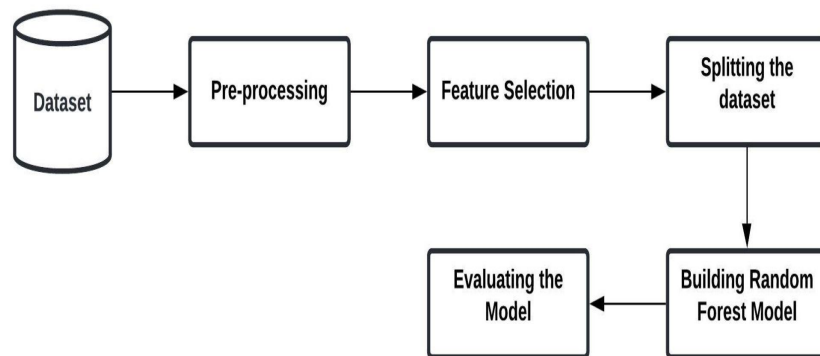 Dataset
Pre-processing
Feature Selection
Splitting the
dataset
Building Random
Forest Model
Evaluating the
Model